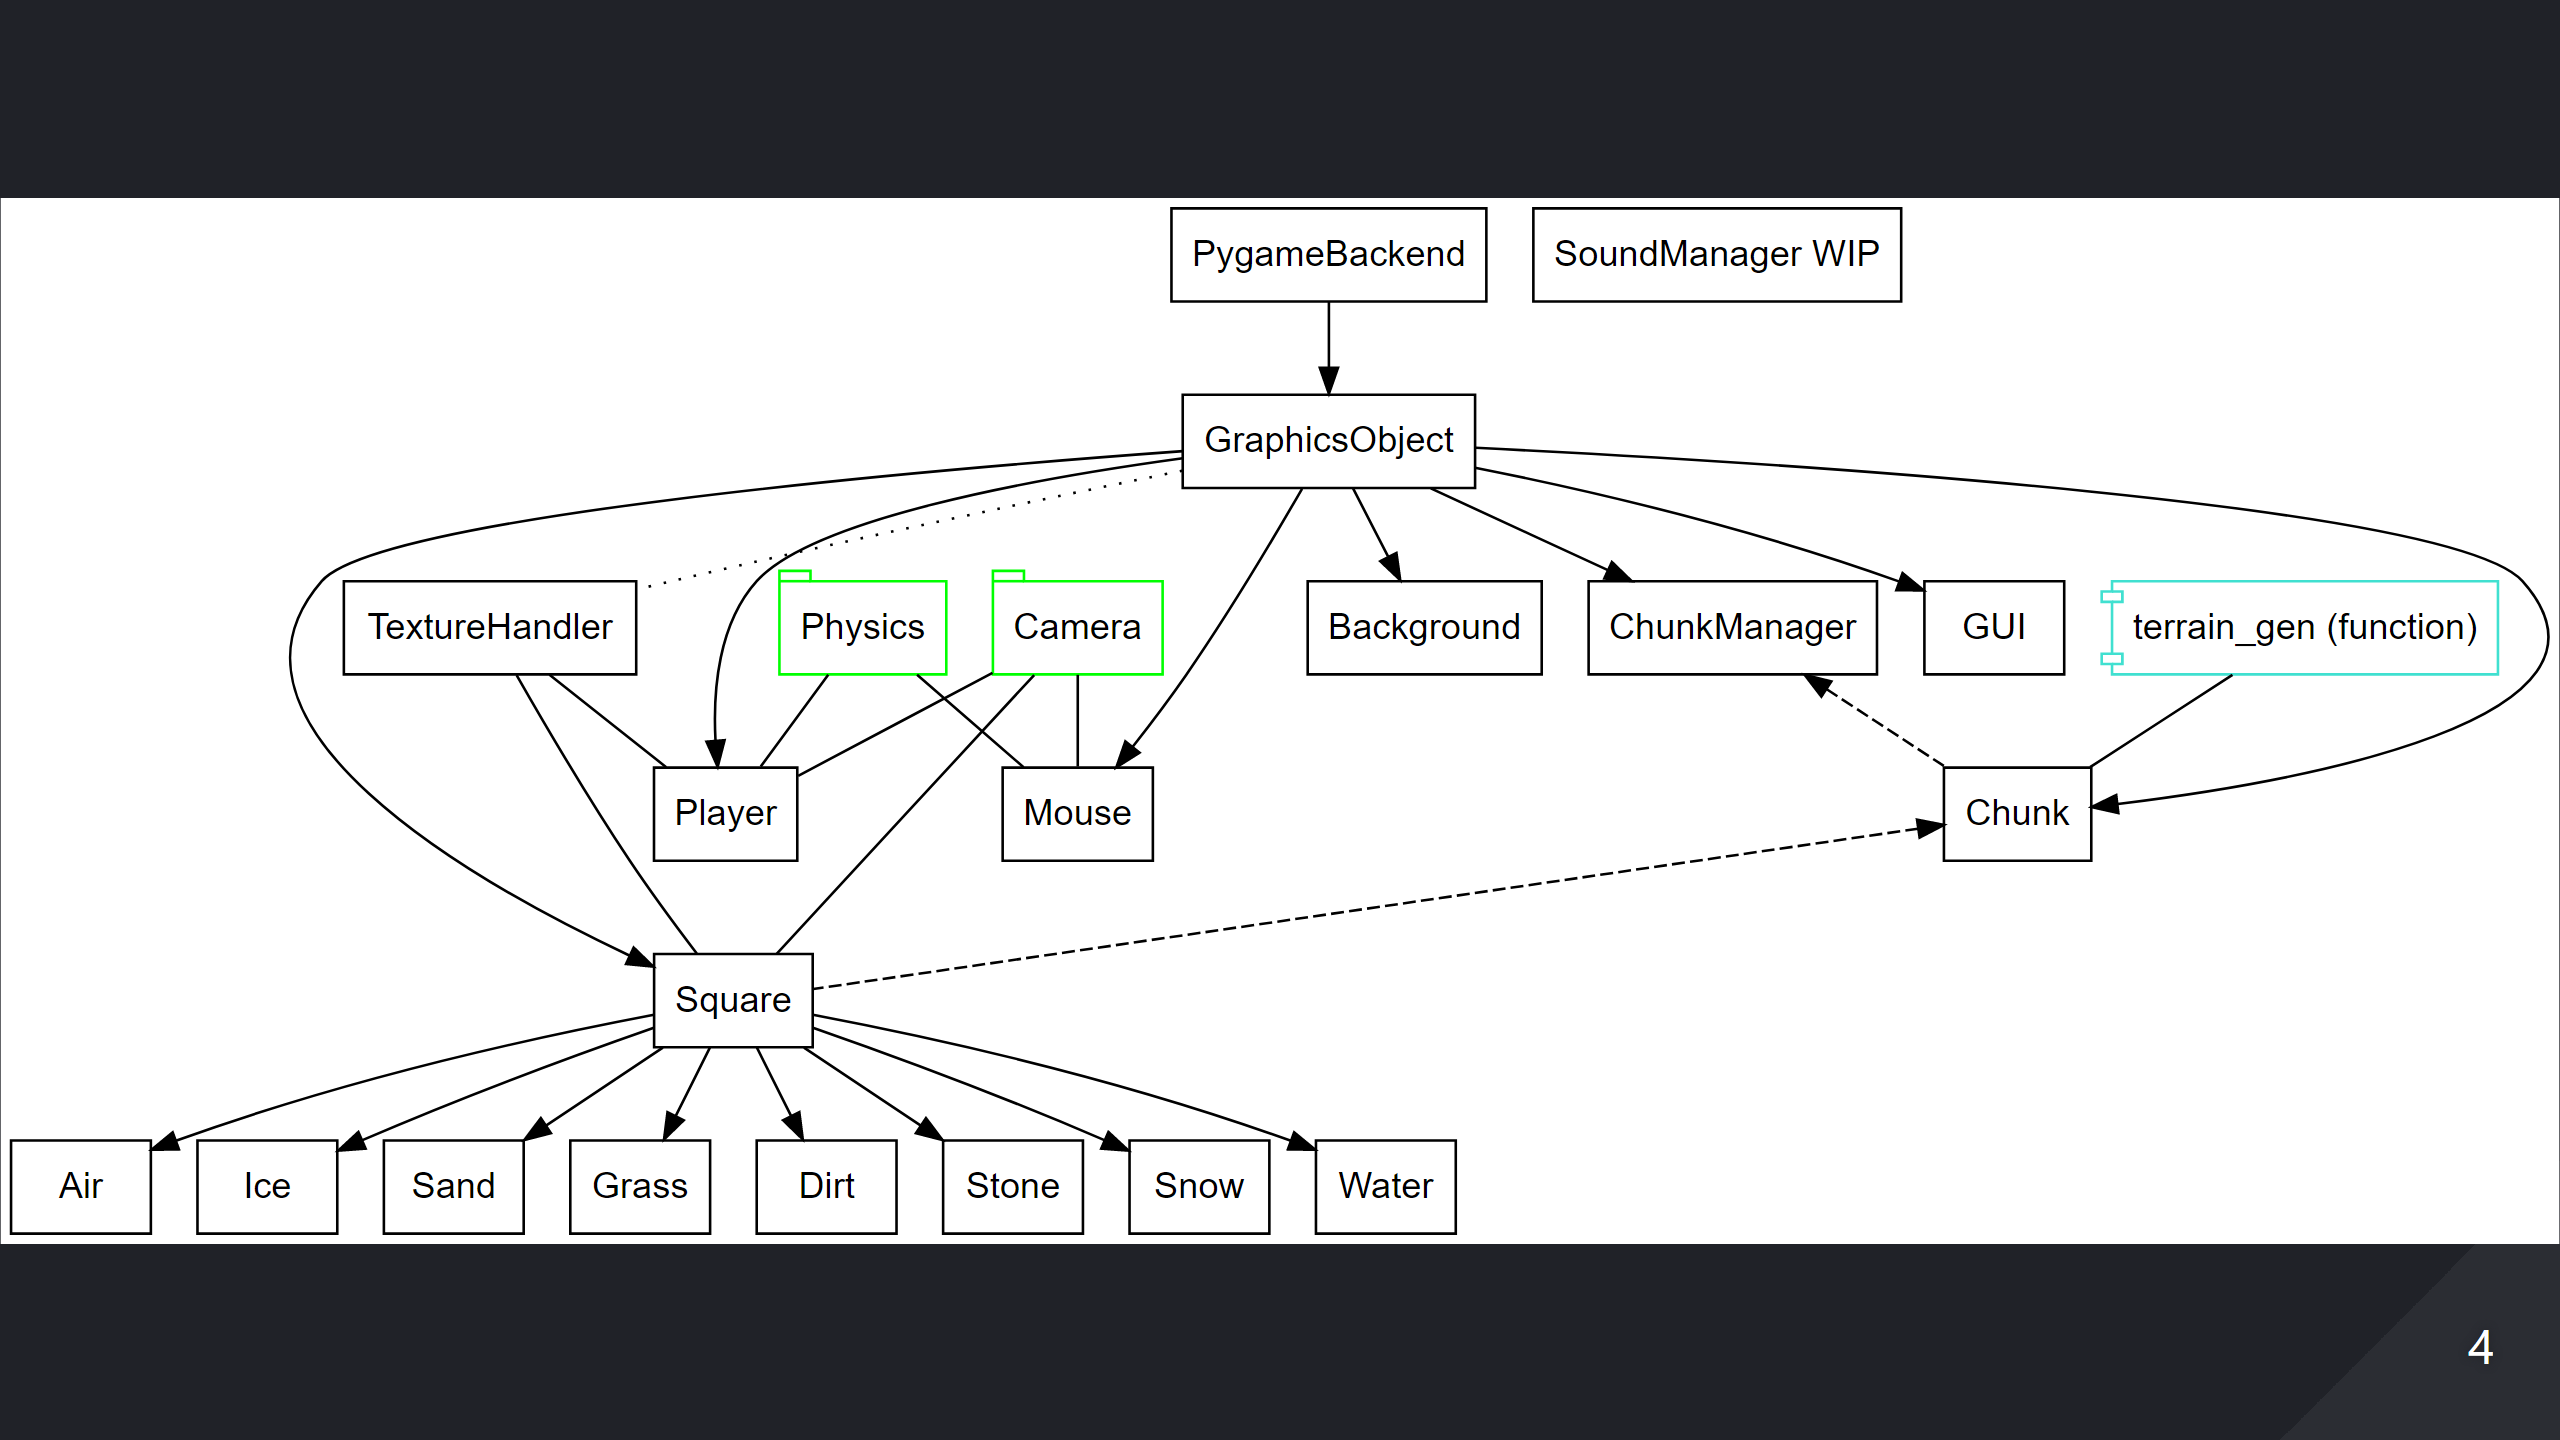 PygameBackend
SoundManager WIP
GraphicsObject
TextureHandler
Physics
Camera
Background
ChunkManager
GUI
terrain_gen (function)
Player
Mouse
Chunk
Square
Air
Ice
Sand
Grass
Dirt
Stone
Snow
Water
4